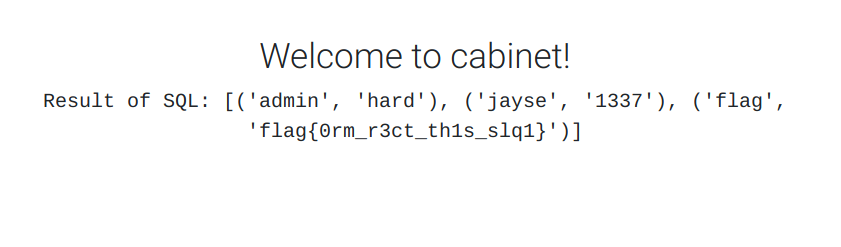 Welcome to cabinet!
Result of SQL: [('admin', 'hard'), ('jayse', '1337'), ('flag',
'flag{0rm_r3ct_th1s_slq1}')]